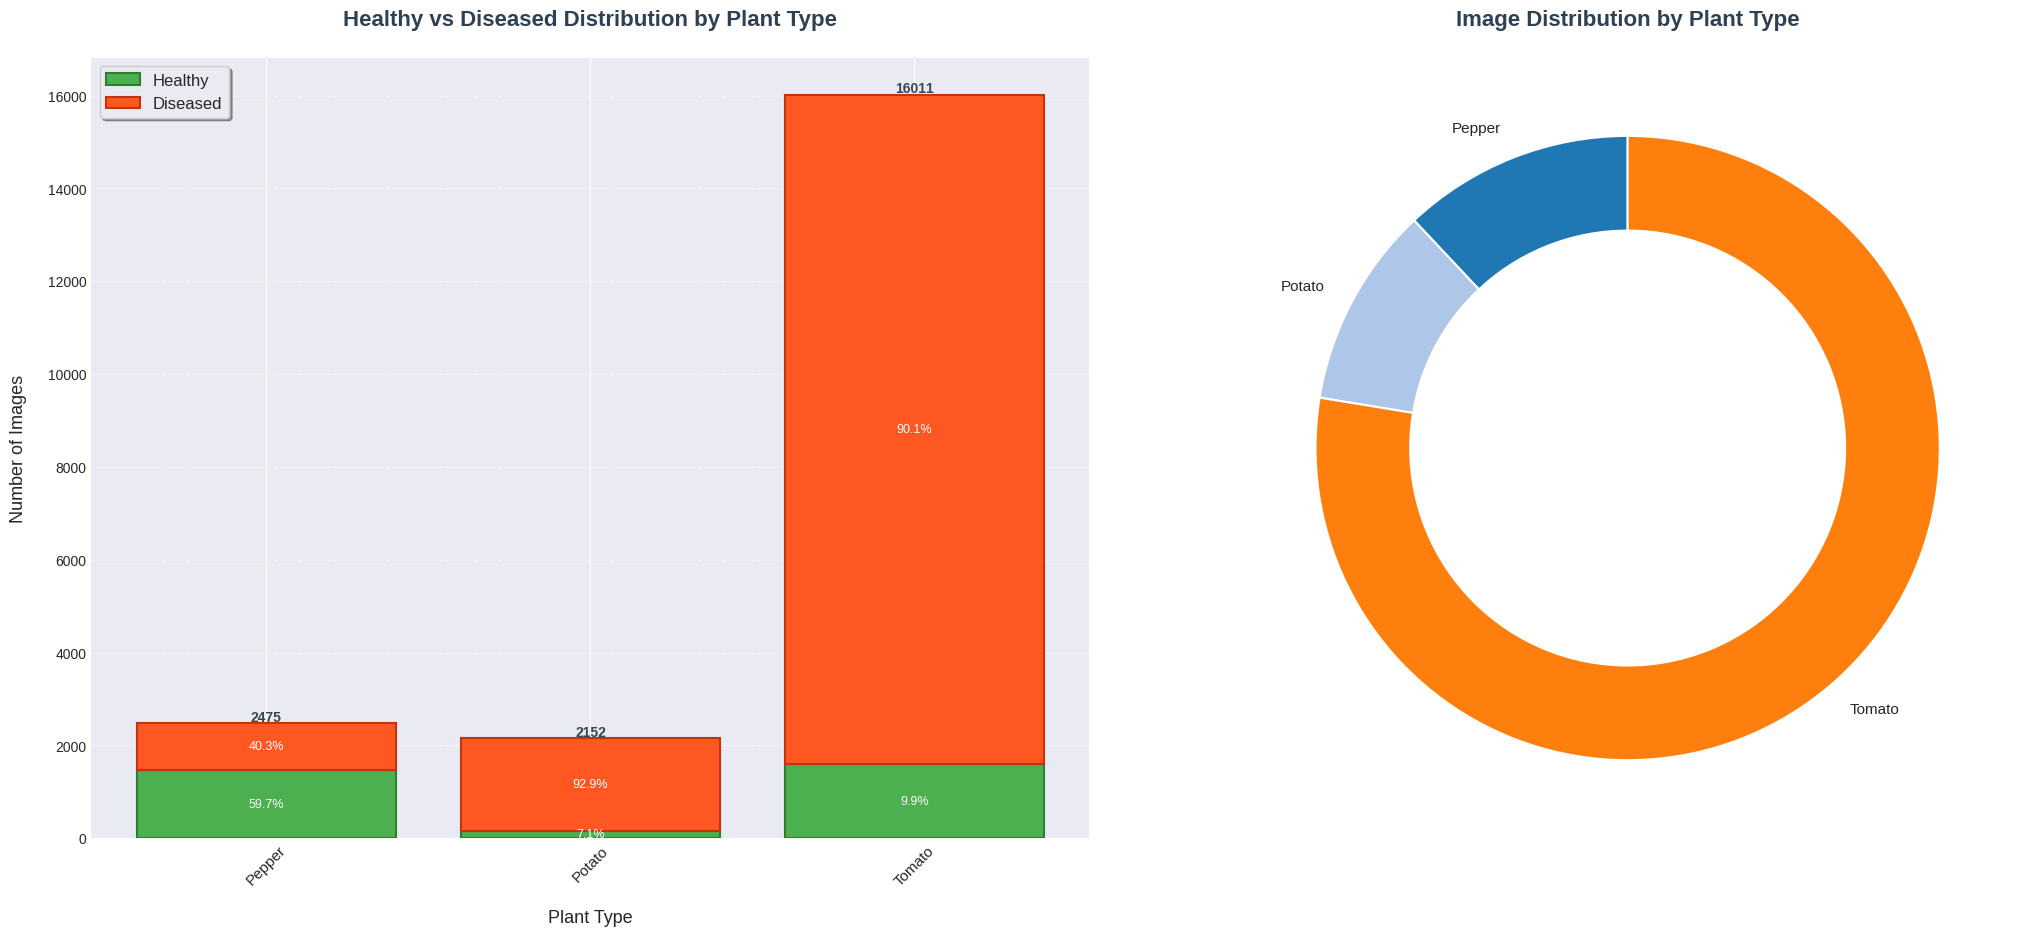 Healthy vs Diseased Distribution by Plant Type
Healthy
Diseased
Number of Images
16000
14000
12000
10000
8000
6000
4000
2000
0
2475
40.3%
59.7%
2152
92.9%
7.1%
16011
90.1%
9.9%
Pepper
Potato
Tomato
Plant Type
Image Distribution by Plant Type
Pepper
Potato
Tomato